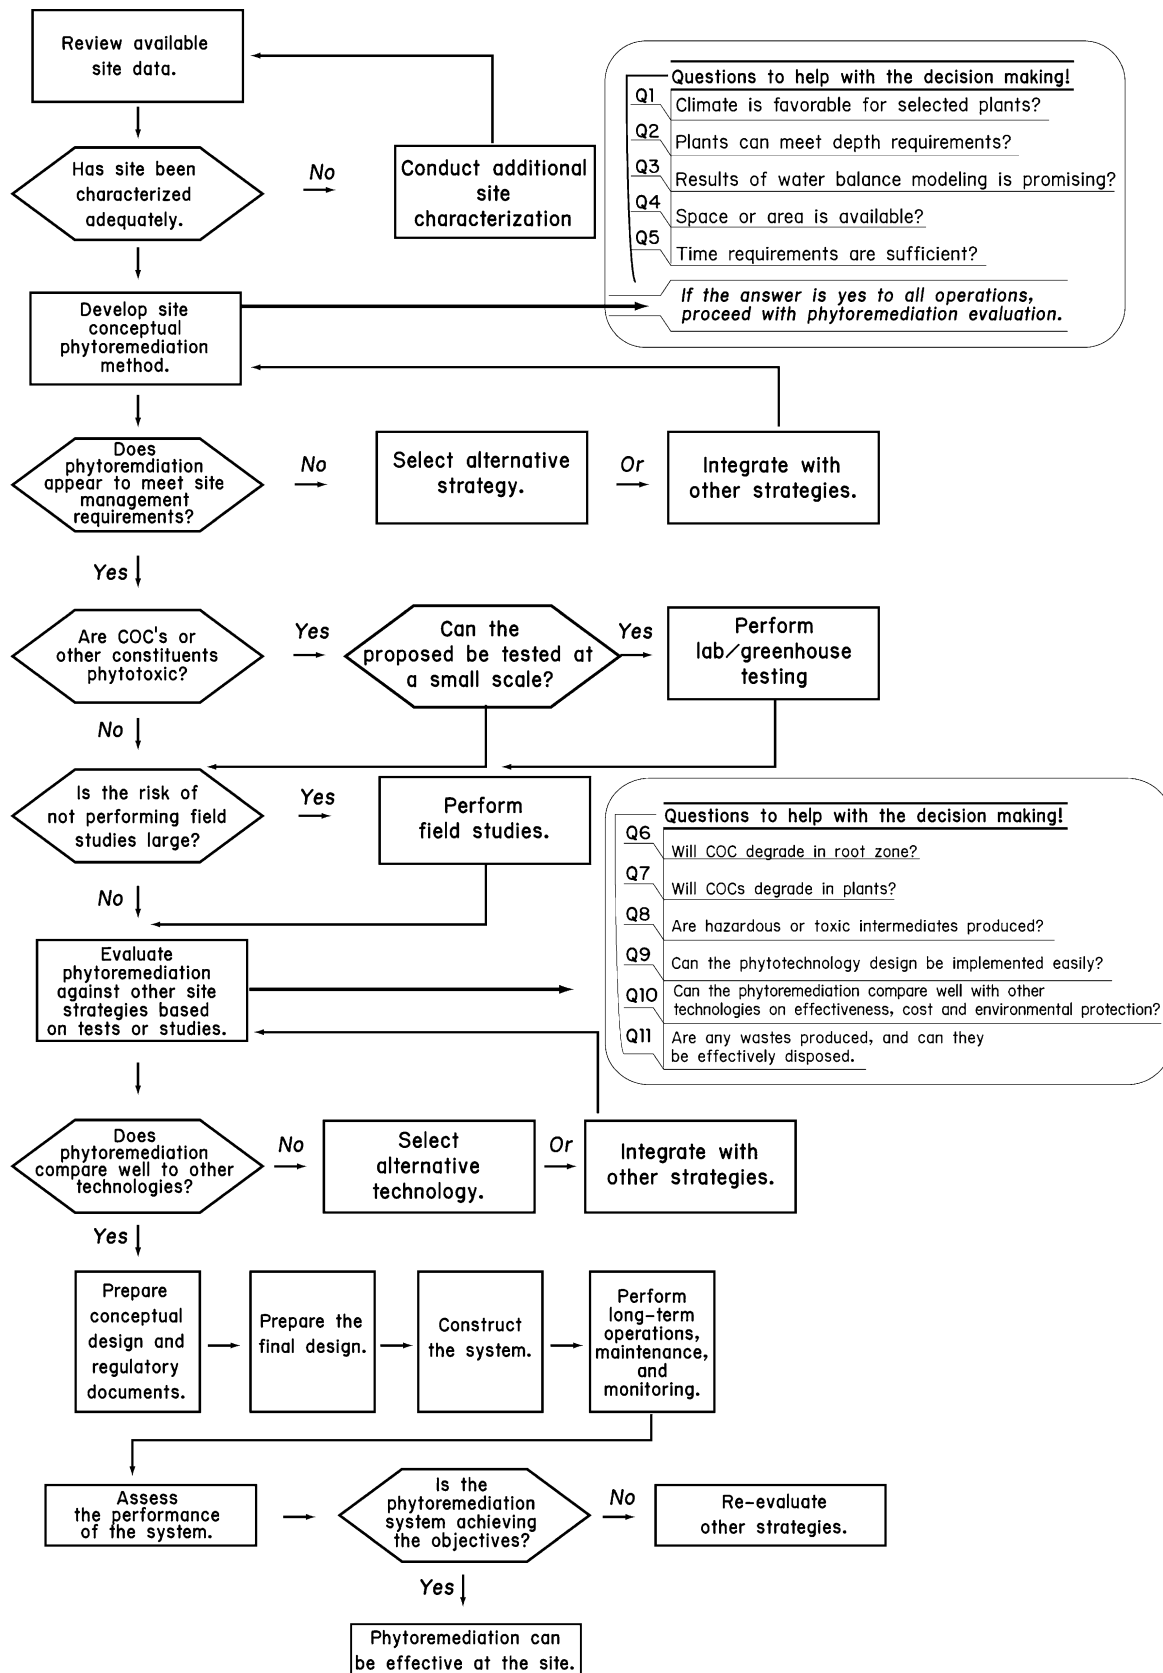 Review available
site data.
Has site been
characterized
adequately.
No
Conduct additional
site
characterization
Questions to help with the decision making!
Q1
Climate is favorable for selected plants?
Q2
Plants can meet depth requirements?
Q3
Results of water balance modeling is promising?
Q4
Space or area is available?
Q5
Time requirements are sufficient?
If the answer is yes to all operations,
proceed with phytoremediation evaluation.
Develop site
conceptual
phytoremediation
method.
Does
phytoremdiation
appear to meet site
management
requirements?
No
Select alternative
strategy.
Or
Integrate with
other strategies.
Yes
Are COC's or
other constituents
phytotoxic?
Yes
Can the
proposed be tested at
a small scale?
Yes
Perform
lab/greenhouse
testing
No
Is the risk of
not performing field
studies large?
Yes
Perform
field studies.
No
Questions to help with the decision making!
Q6
Will COC degrade in root zone?
Q7
Will COCs degrade in plants?
Q8
Are hazardous or toxic intermediates produced?
Q9
Can the phytotechnology design be implemented easily?
Q10
Can the phytoremediation compare well with other
technologies on effectiveness, cost and environmental protection?
Q11
Are any wastes produced, and can they
be effectively disposed.
Evaluate
phytoremediation
against other site
strategies based
on tests or studies.
Does
phytoremediation
compare well to other
technologies?
No
Select
alternative
technology.
Or
Integrate with
other strategies.
Yes
Prepare
conceptual
design and
regulatory
documents.
Prepare the
final design.
Construct
the system.
Perform
long-term
operations,
maintenance,
and
monitoring.
Assess
the performance
of the system.
Is the
phytoremediation
system achieving
the objectives?
No
Re-evaluate
other strategies.
Yes
Phytoremediation can
be effective at the site.